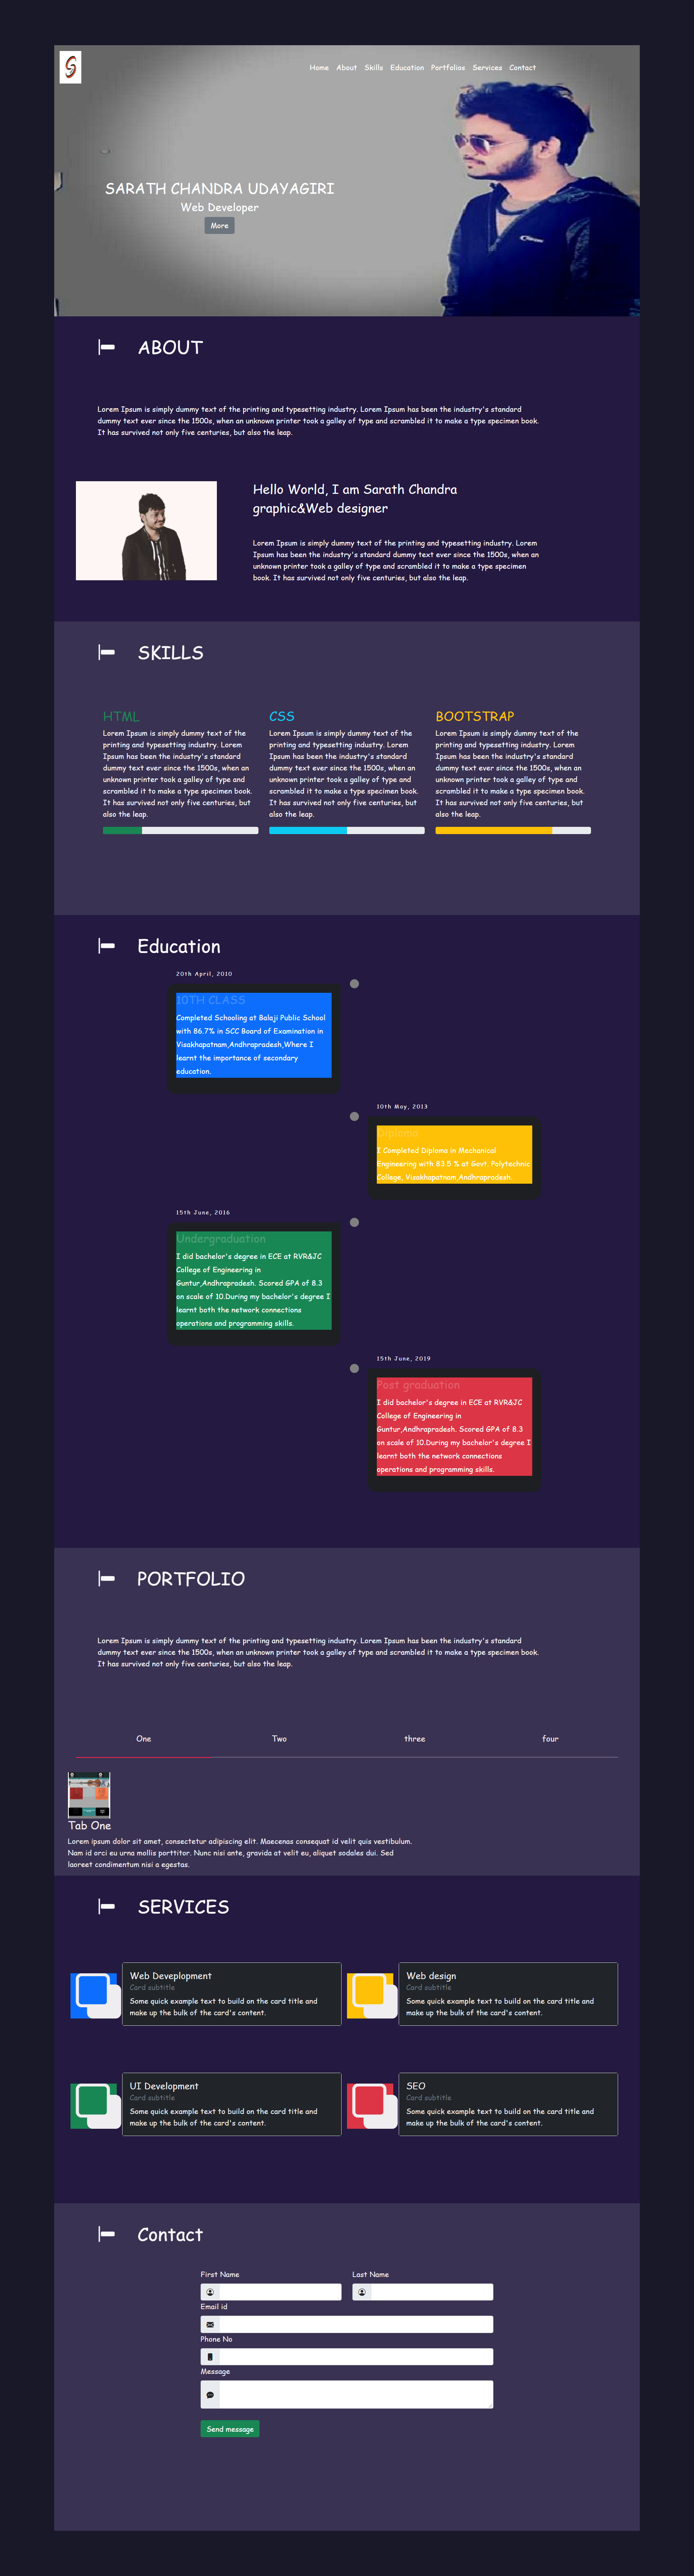 Home About Skills Education Portfolios Services Contact
SARATH CHANDRA UDAYAGIRI
Web Developer
More
ABOUT
Lorem Ipsum is simply dummy text of the printing and typesetting industry. Lorem Ipsum has been the industry's standard
dummy text ever since the 1500s, when an unknown printer took a galley of type and scrambled it to make a type specimen book.
It has survived not only five centuries, but also the leap.
Hello World, I am Sarath Chandra
graphic&Web designer
Lorem Ipsum is simply dummy text of the printing and typesetting industry. Lorem
Ipsum has been the industry's standard dummy text ever since the 1500s, when an
unknown printer took a galley of type and scrambled it to make a type specimen
book. It has survived not only five centuries, but also the leap.
SKILLS
HTML
Lorem Ipsum is simply dummy text of the
printing and typesetting industry. Lorem
Ipsum has been the industry's standard
dummy text ever since the 1500s, when an
unknown printer took a galley of type and
scrambled it to make a type specimen book.
It has survived not only five centuries, but
also the leap.
CSS
Lorem Ipsum is simply dummy text of the
printing and typesetting industry. Lorem
Ipsum has been the industry's standard
dummy text ever since the 1500s, when an
unknown printer took a galley of type and
scrambled it to make a type specimen book.
It has survived not only five centuries, but
also the leap.
BOOTSTRAP
Lorem Ipsum is simply dummy text of the
printing and typesetting industry. Lorem
Ipsum has been the industry's standard
dummy text ever since the 1500s, when an
unknown printer took a galley of type and
scrambled it to make a type specimen book.
It has survived not only five centuries, but
also the leap.
Education
20th April, 2010
10TH CLASS
Completed Schooling at Balaji Public School
with 86.7% in SCC Board of Examination in
Visakhapatnam,Andhrapradesh,Where I
learnt the importance of secondary
education.
10th May, 2013
Diploma
I Completed Diploma in Mechanical
Engineering with 83.5 % at Govt. Polytechnic
College, Visakhapatnam,Andhrapradesh.
15th June, 2016
Undergraduation
I did bachelor's degree in ECE at RVR&JC
College of Engineering in
Guntur,Andhrapradesh. Scored GPA of 8.3
on scale of 10.During my bachelor's degree I
learnt both the network connections
operations and programming skills.
15th June, 2019
Post graduation
I did bachelor's degree in ECE at RVR&JC
College of Engineering in
Guntur,Andhrapradesh. Scored GPA of 8.3
on scale of 10.During my bachelor's degree I
learnt both the network connections
operations and programming skills.
PORTFOLIO
Lorem Ipsum is simply dummy text of the printing and typesetting industry. Lorem Ipsum has been the industry's standard
dummy text ever since the 1500s, when an unknown printer took a galley of type and scrambled it to make a type specimen book.
It has survived not only five centuries, but also the leap.
One Two three four
Tab One
Lorem ipsum dolor sit amet, consectetur adipiscing elit. Maecenas consequat id velit quis vestibulum.
Nam id orci eu urna mollis porttitor. Nunc nisi ante, gravida at velit eu, aliquet sodales dui. Sed
laoreet condimentum nisi a egestas.
SERVICES
Web Deveplopment
Card subtitle
Some quick example text to build on the card title and
make up the bulk of the card's content.
Web design
Card subtitle
Some quick example text to build on the card title and
make up the bulk of the card's content.
UI Development
Card subtitle
Some quick example text to build on the card title and
make up the bulk of the card's content.
SEO
Card subtitle
Some quick example text to build on the card title and
make up the bulk of the card's content.
Contact
First Name Last Name
Email id
Phone No
Message
Send message